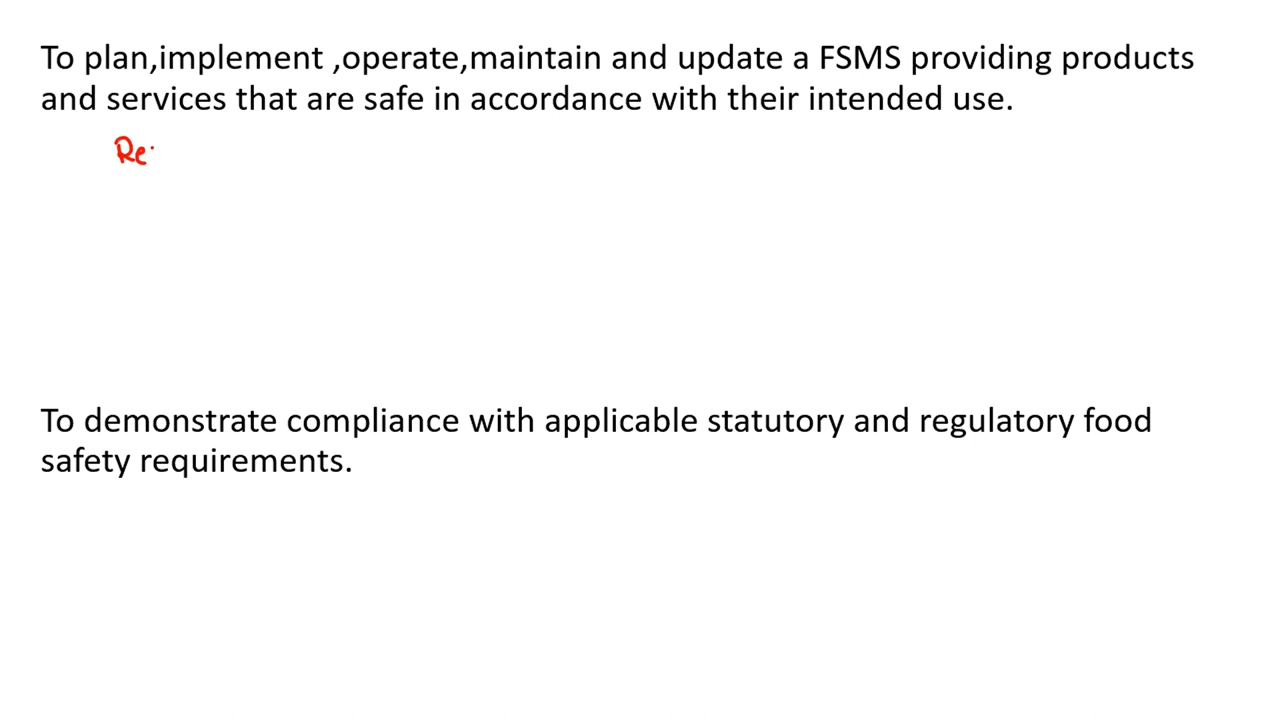 To plan,implement ,operate,maintain and update a FSMS providing products
and services that are safe in accordance with their intended use.
Re
To demonstrate compliance with applicable statutory and regulatory food
safety requirements.